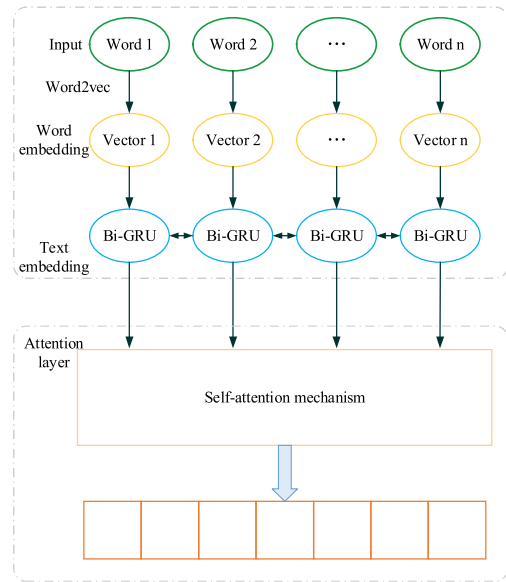 Input
Word 1
Word 2
...
Word n
Word2vec
Word
embedding
Vector 1
Vector 2
...
Vector n
Text
embedding
Bi-GRU
Bi-GRU
Bi-GRU
Bi-GRU
Attention
layer
Self-attention mechanism